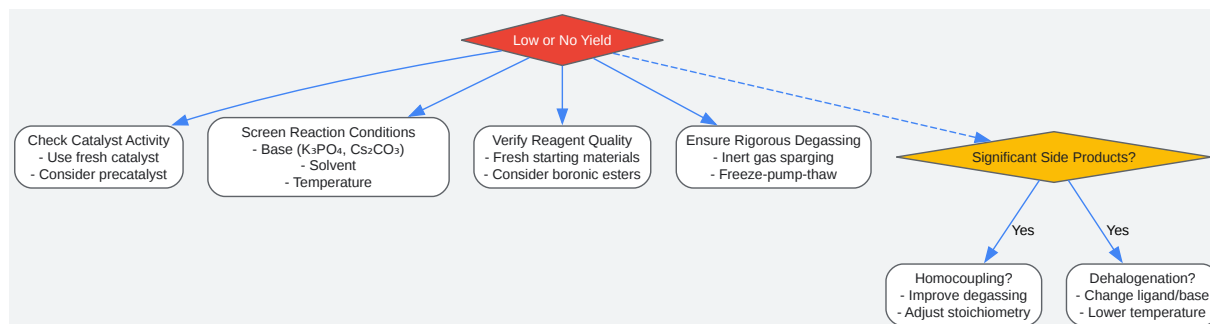 Low or No Yield
Check Catalyst Activity
- Use fresh catalyst
- Consider precatalyst
Screen Reaction Conditions
- Base (K₃PO₄, Cs₂CO₃)
- Solvent
- Temperature
Verify Reagent Quality
- Fresh starting materials
- Consider boronic esters
Ensure Rigorous Degassing
- Inert gas sparging
- Freeze-pump-thaw
Significant Side Products?
Yes
Yes
Homocoupling?
- Improve degassing
- Adjust stoichiometry
Dehalogenation?
- Change ligand/base
- Lower temperature